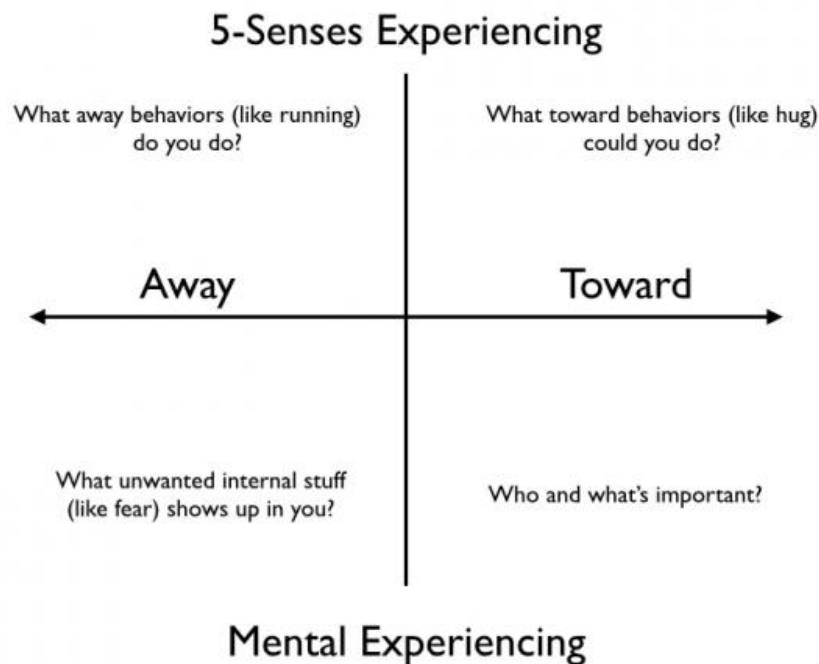 5-Senses Experiencing
What away behaviors (like running)
do you do?
What toward behaviors (like hug)
could you do?
Away
Toward
What unwanted internal stuff
(like fear) shows up in you?
Who and what's important?
Mental Experiencing